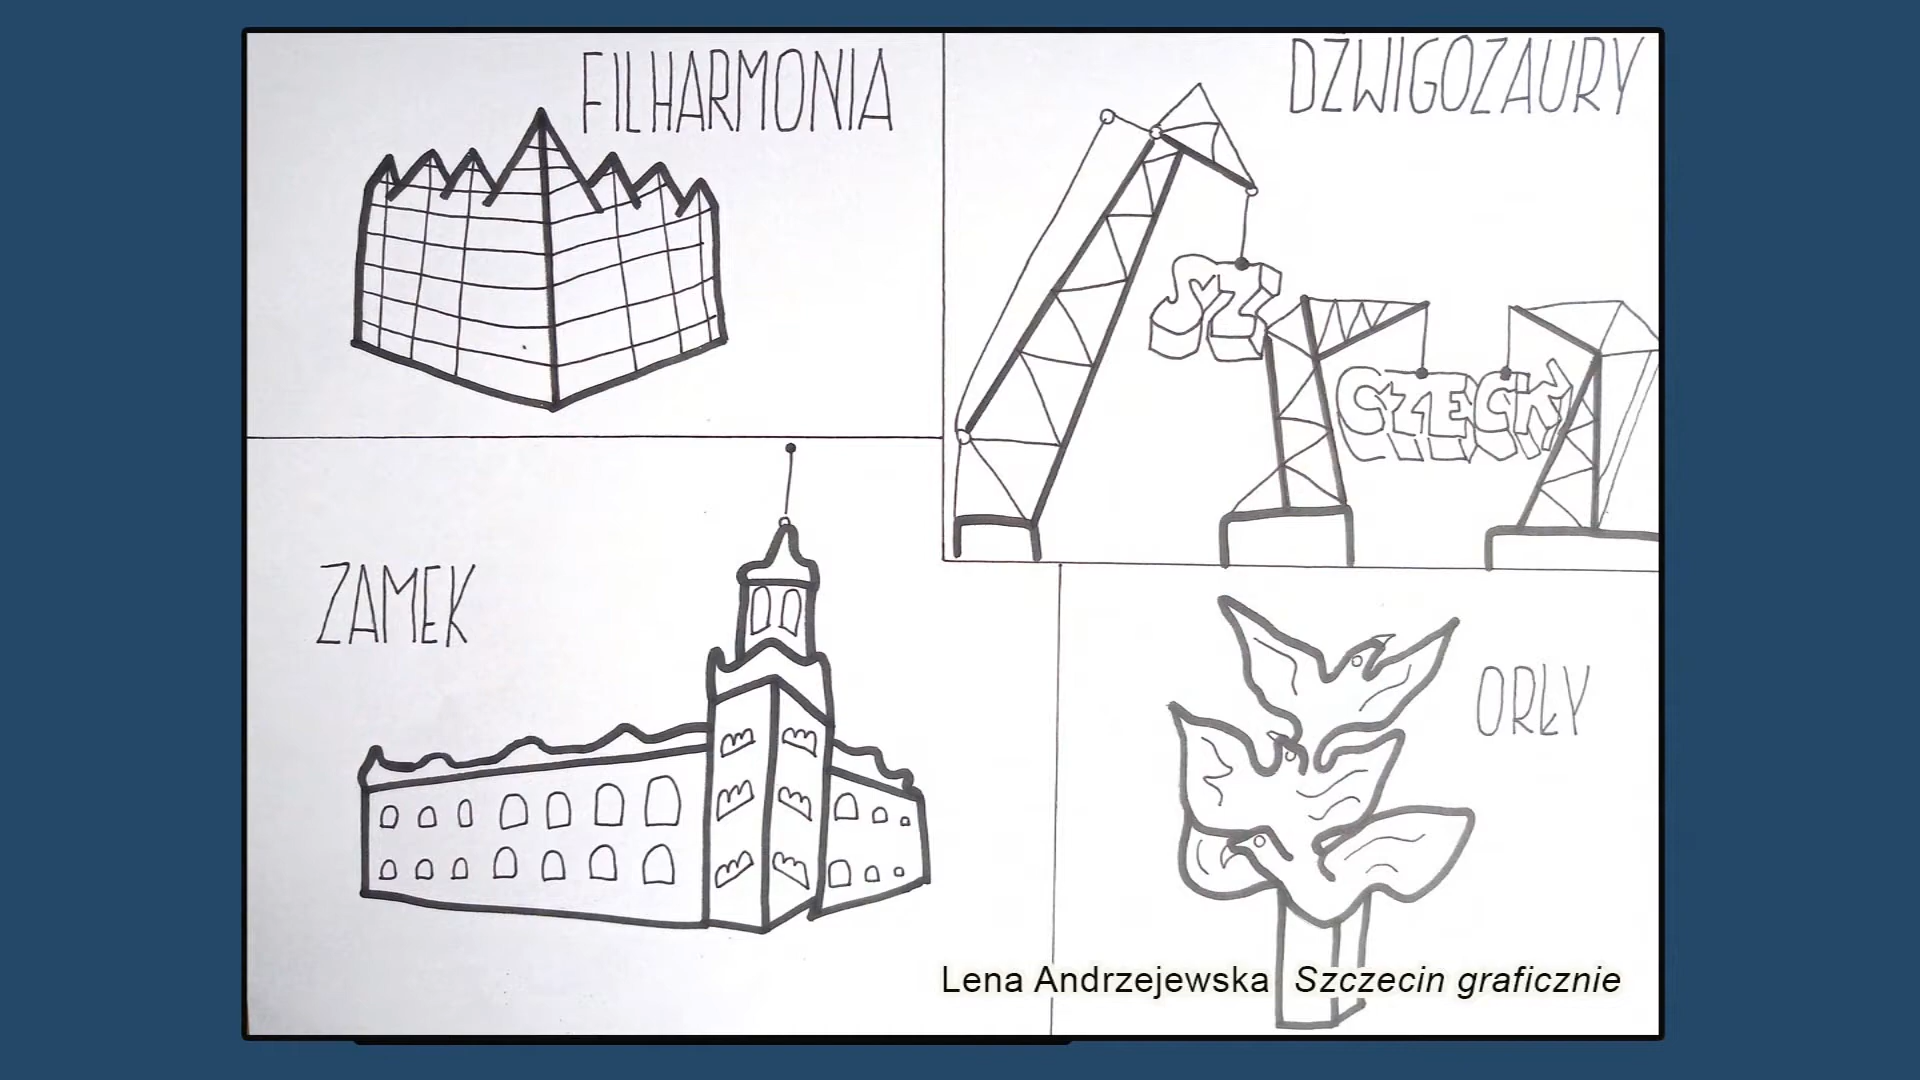 FILHARMONIA
DZWIGOZAURY
SZ
CZECIN
ZAMEK
ORŁY
Lena Andrzejewska Szczecin graficznie